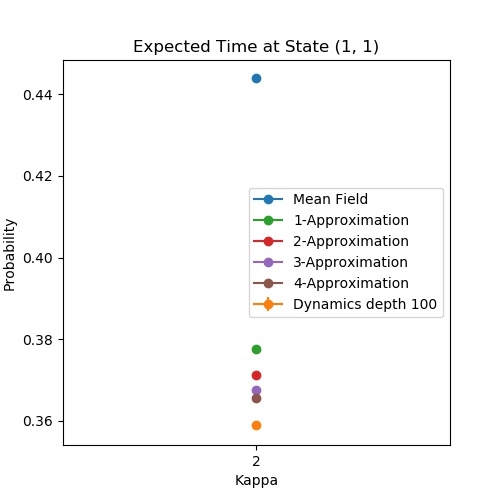 Expected Time at State (1, 1)
Probability
0.44
0.42
0.40
0.38
0.36
Mean Field
1-Approximation
2-Approximation
3-Approximation
4-Approximation
Dynamics depth 100
2
Kappa